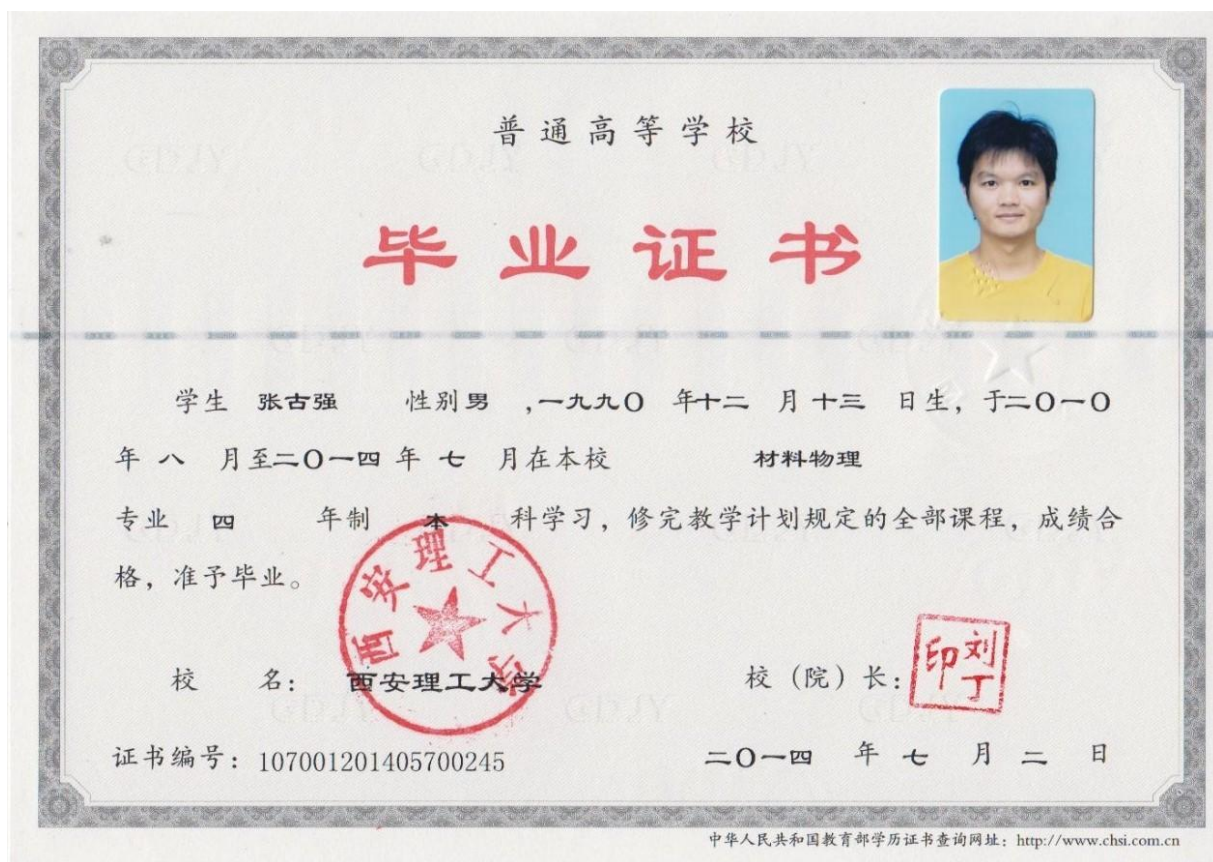 普通高等学校
毕业证书
学生 张古强 性别 男 ,一九九〇 年 十二 月 十三 日生，于二〇一〇
年 八 月至二〇一四 年 七 月在本校 材料物理
专业 四 年制 本 科学习，修完教学计划规定的全部课程，成绩合
格，准予毕业。
西安理工大学
校 名： 西安理工大学 校（院）长：
刘丁印
证书编号：107001201405700245 二〇一四 年 七 月 二 日
中华人民共和国教育部学历证书查询网址：http://www.chsi.com.cn